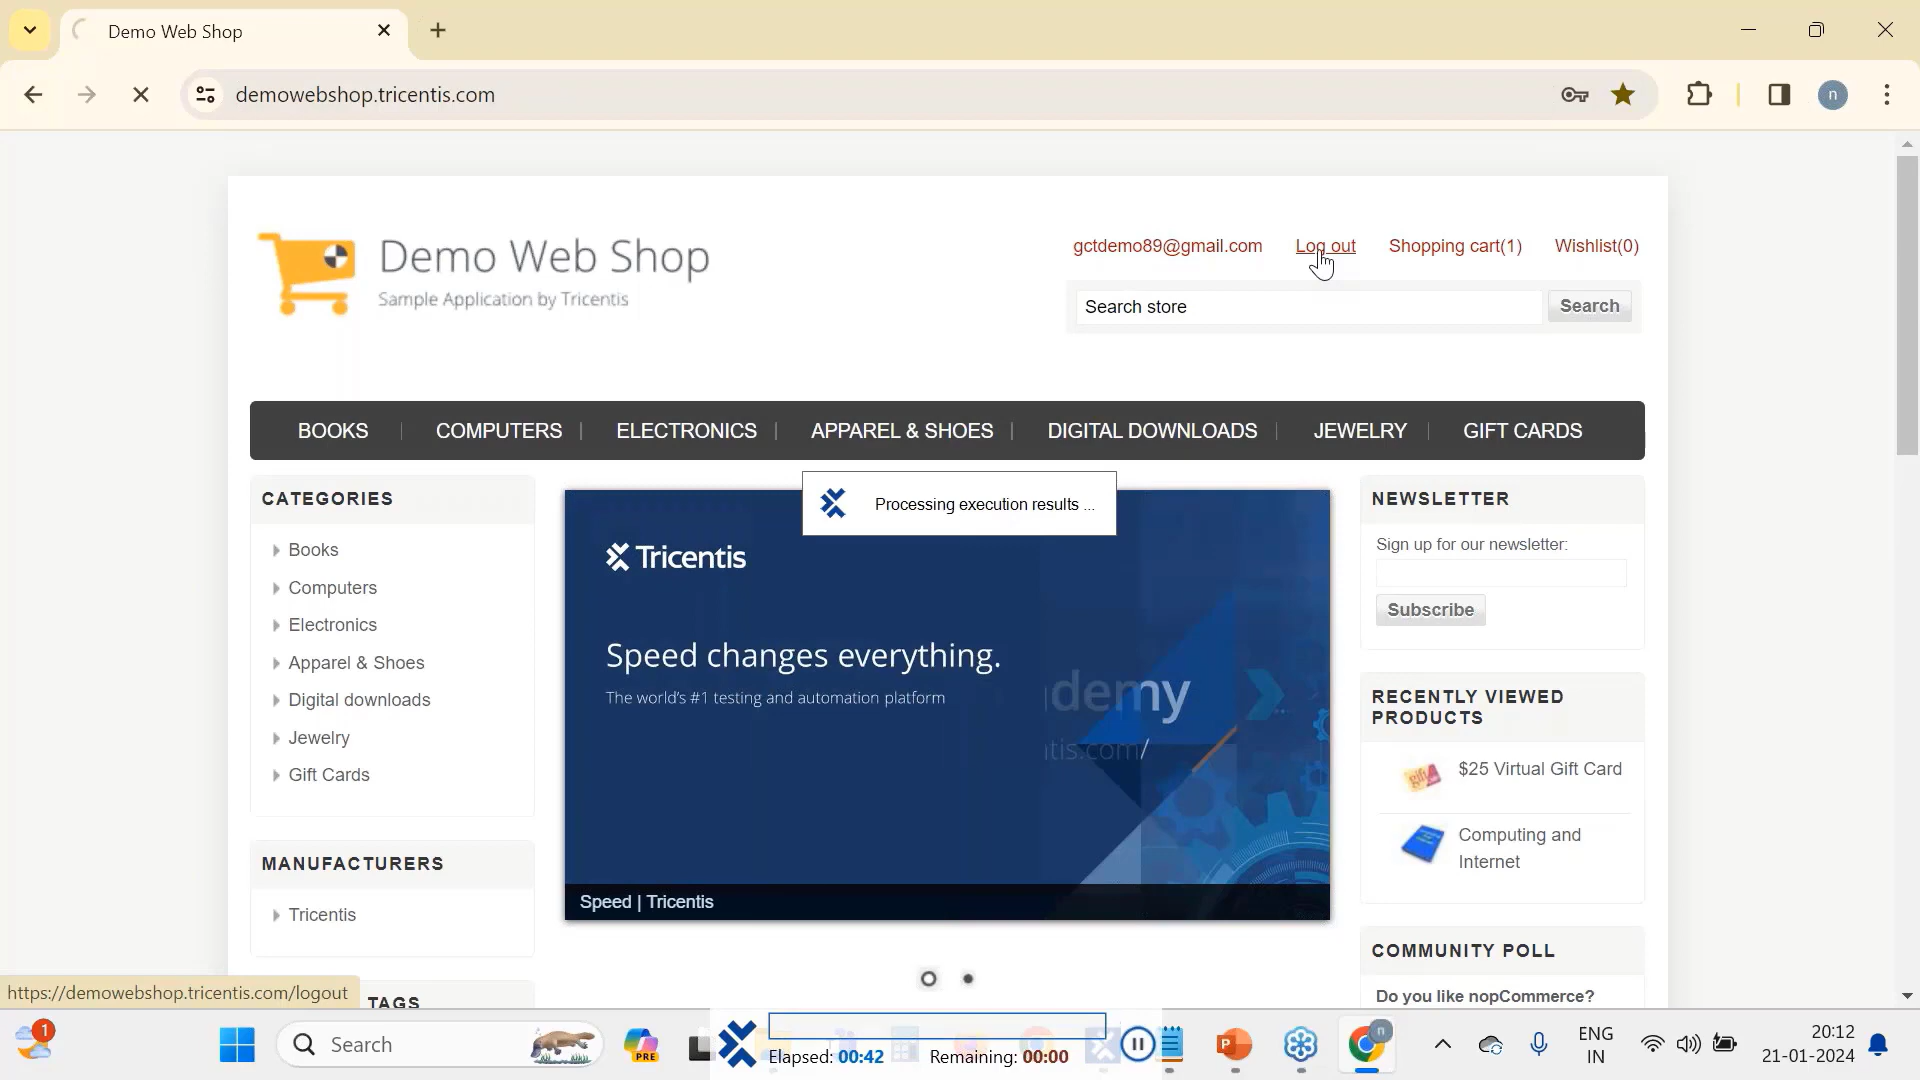 Demo Web Shop
demowebshop.tricentis.com
n
Demo Web Shop
Sample Application by Tricentis
gctdemo89@gmail.com Log out Shopping cart(1) Wishlist(0)
Search store Search
BOOKS COMPUTERS ELECTRONICS APPAREL & SHOES DIGITAL DOWNLOADS JEWELRY GIFT CARDS
CATEGORIES
Books
Computers
Electronics
Apparel & Shoes
Digital downloads
Jewelry
Gift Cards
MANUFACTURERS
Tricentis
TAGS
Processing execution results ...
Tricentis
Speed changes everything.
The world's #1 testing and automation platform
demy
tis.com/
Speed | Tricentis
NEWSLETTER
Sign up for our newsletter:
Subscribe
RECENTLY VIEWED
PRODUCTS
$25 Virtual Gift Card
Computing and
Internet
COMMUNITY POLL
Do you like nopCommerce?
https://demowebshop.tricentis.com/logout
1
Search
PRE
Elapsed: 00:42 Remaining: 00:00
n
ENG
IN
20:12
21-01-2024